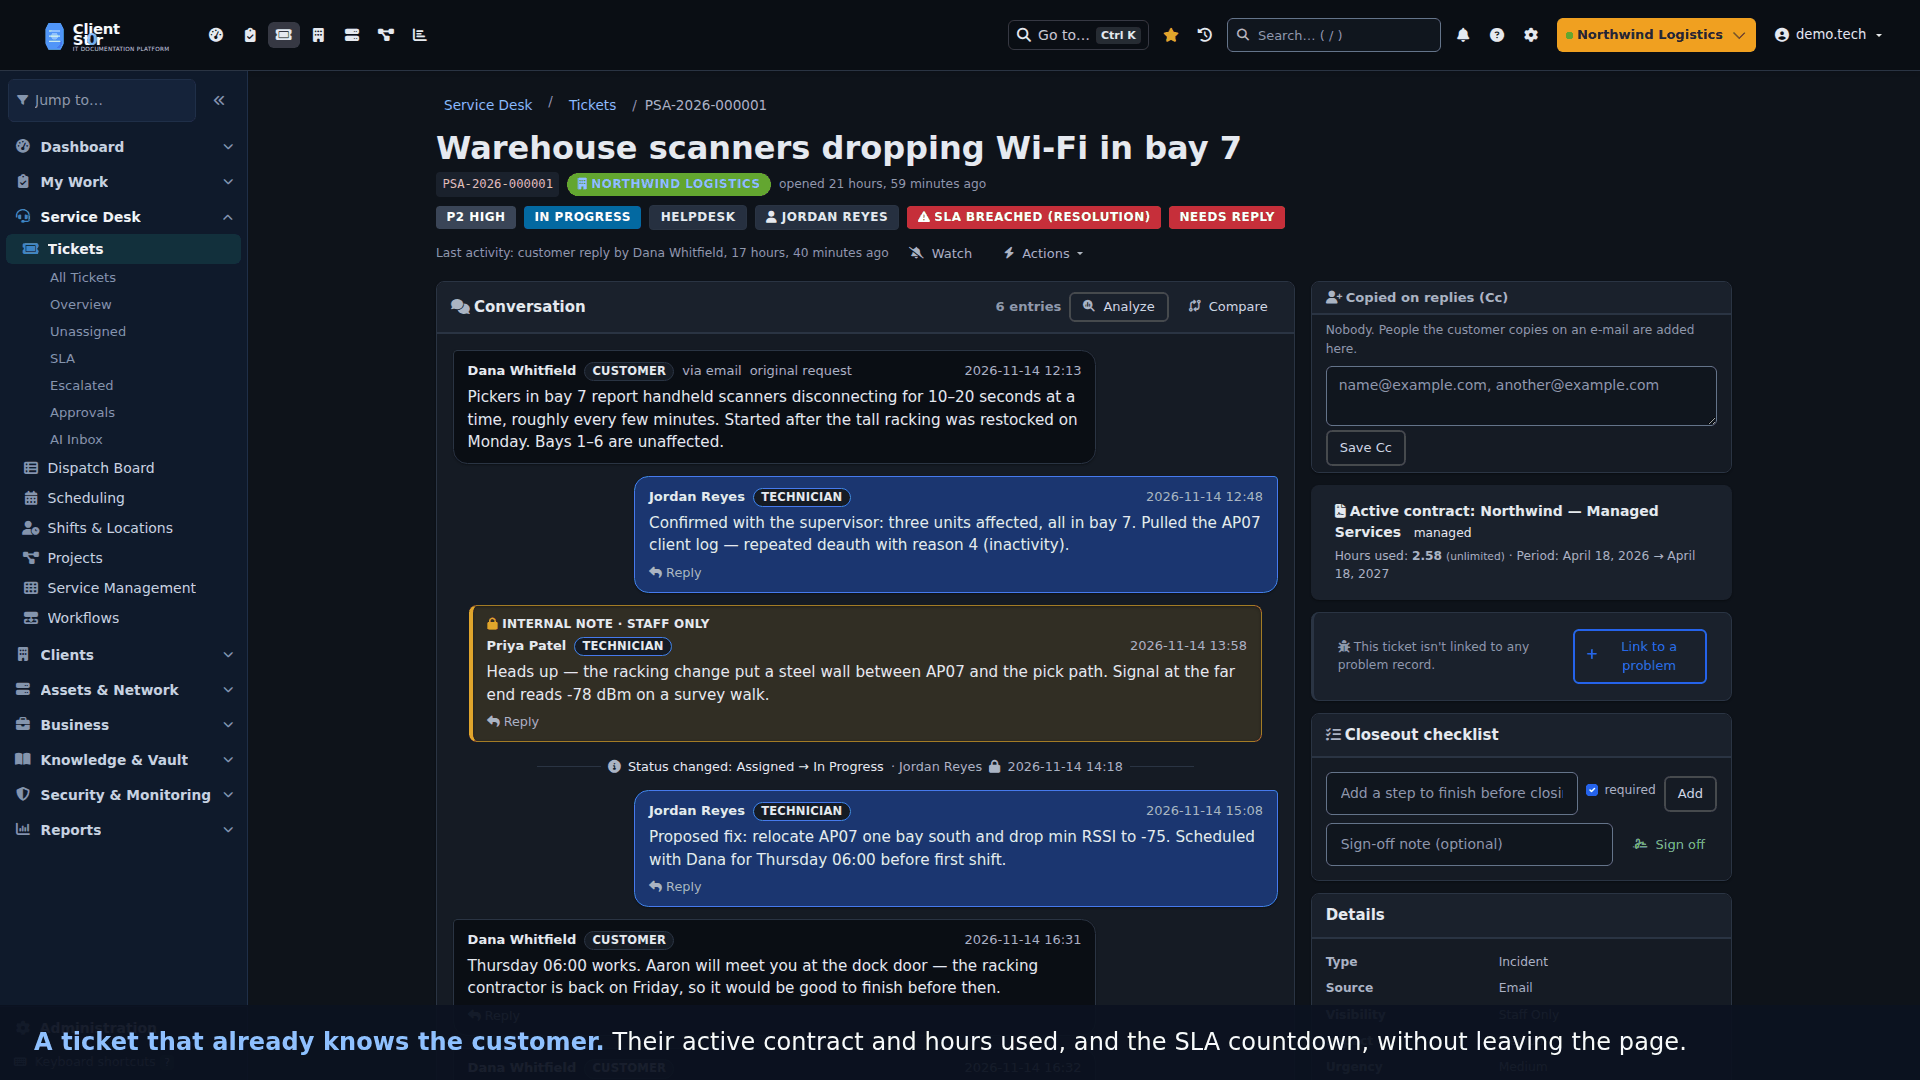 Client
St0r
IT DOCUMENTATION PLATFORM
Go to... Ctrl K
Search... ( / )
Northwind Logistics
demo.tech
Jump to...
Dashboard
My Work
Service Desk
Tickets
All Tickets
Overview
Unassigned
SLA
Escalated
Approvals
AI Inbox
Dispatch Board
Scheduling
Shifts & Locations
Projects
Service Management
Workflows
Clients
Assets & Network
Business
Knowledge & Vault
Security & Monitoring
Reports
Administration
Service Desk / Tickets / PSA-2026-000001
Warehouse scanners dropping Wi-Fi in bay 7
PSA-2026-000001 NORTHWIND LOGISTICS opened 21 hours, 59 minutes ago
P2 HIGH IN PROGRESS HELPDESK JORDAN REYES SLA BREACHED (RESOLUTION) NEEDS REPLY
Last activity: customer reply by Dana Whitfield, 17 hours, 40 minutes ago Watch Actions
Conversation 6 entries Analyze Compare
Dana Whitfield CUSTOMER via email original request 2026-11-14 12:13
Pickers in bay 7 report handheld scanners disconnecting for 10–20 seconds at a
time, roughly every few minutes. Started after the tall racking was restocked on
Monday. Bays 1–6 are unaffected.
Jordan Reyes TECHNICIAN 2026-11-14 12:48
Confirmed with the supervisor: three units affected, all in bay 7. Pulled the AP07
client log — repeated deauth with reason 4 (inactivity).
Reply
INTERNAL NOTE · STAFF ONLY
Priya Patel TECHNICIAN 2026-11-14 13:58
Heads up — the racking change put a steel wall between AP07 and the pick path. Signal at the far
end reads -78 dBm on a survey walk.
Reply
Status changed: Assigned → In Progress · Jordan Reyes 2026-11-14 14:18
Jordan Reyes TECHNICIAN 2026-11-14 15:08
Proposed fix: relocate AP07 one bay south and drop min RSSI to -75. Scheduled
with Dana for Thursday 06:00 before first shift.
Reply
Dana Whitfield CUSTOMER 2026-11-14 16:31
Thursday 06:00 works. Aaron will meet you at the dock door — the racking
contractor is back on Friday, so it would be good to finish before then.
Reply
Dana Whitfield CUSTOMER 2026-11-14 16:32
Copied on replies (Cc)
Nobody. People the customer copies on an e-mail are added
here.
name@example.com, another@example.com
Save Cc
Active contract: Northwind — Managed
Services managed
Hours used: 2.58 (unlimited) · Period: April 18, 2026 → April
18, 2027
This ticket isn't linked to any
problem record.
+ Link to a
problem
Closeout checklist
Add a step to finish before closi required Add
Sign-off note (optional) Sign off
Details
Type Incident
Source Email
Visibility Staff Only
Urgency Medium
A ticket that already knows the customer. Their active contract and hours used, and the SLA countdown, without leaving the page.